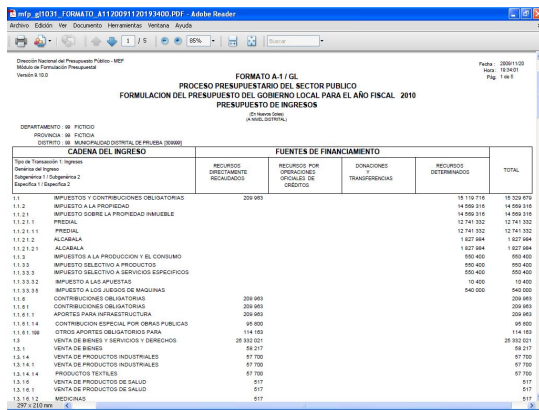 mfp_gl1031_FORMATO_A1120091120193400.PDF - Adobe Reader
Archivo Edición Ver Documento Herramientas Ventana Ayuda
1 / 5 85% Buscar
Dirección Nacional del Presupuesto Público - MEF
Módulo de Formulación Presupuestal
Versión 9.10.0
Fecha : 2009/11/20
Hora : 19:34:01
Pág: 1 de 5
FORMATO A-1 / GL
PROCESO PRESUPUESTARIO DEL SECTOR PUBLICO
FORMULACION DEL PRESUPUESTO DEL GOBIERNO LOCAL PARA EL AÑO FISCAL 2010
PRESUPUESTO DE INGRESOS
(En Nuevos Soles)
(A NIVEL DISTRITAL)
DEPARTAMENTO : 99 FICTICIO
PROVINCIA : 99 FICTICIA
DISTRITO : 99 MUNICIPALIDAD DISTRITAL DE PRUEBA [309999]
CADENA DEL INGRESO FUENTES DE FINANCIAMIENTO
Tipo de Transacción 1: Ingresos
Genérica del Ingreso
Subgenérica 1 / Subgenérica 2
Específica 1 / Específica 2
RECURSOS DIRECTAMENTE RECAUDADOS
RECURSOS POR OPERACIONES OFICIALES DE CRÉDITOS
DONACIONES Y TRANSFERENCIAS
RECURSOS DETERMINADOS
TOTAL
1.1 IMPUESTOS Y CONTRIBUCIONES OBLIGATORIAS 209 963 15 119 716 15 329 679
1.1. 2 IMPUESTO A LA PROPIEDAD 14 569 316 14 569 316
1.1. 2 1 IMPUESTO SOBRE LA PROPIEDAD INMUEBLE 14 569 316 14 569 316
1.1. 2 1. 1 PREDIAL 12 741 332 12 741 332
1.1. 2 1. 1 1 PREDIAL 12 741 332 12 741 332
1.1. 2 1. 2 ALCABALA 1 827 984 1 827 984
1.1. 2 1. 2 1 ALCABALA 1 827 984 1 827 984
1.1. 3 IMPUESTOS A LA PRODUCCION Y EL CONSUMO 550 400 550 400
1.1. 3 3 IMPUESTO SELECTIVO A PRODUCTOS 550 400 550 400
1.1. 3 3. 3 IMPUESTO SELECTIVO A SERVICIOS ESPECIFICOS 550 400 550 400
1.1. 3 3. 3 2 IMPUESTO A LAS APUESTAS 10 400 10 400
1.1. 3 3. 3 5 IMPUESTO A LOS JUEGOS DE MAQUINAS 540 000 540 000
1.1. 6 CONTRIBUCIONES OBLIGATORIAS 209 963 209 963
1.1. 6 1 CONTRIBUCIONES OBLIGATORIAS 209 963 209 963
1.1. 6 1. 1 APORTES PARA INFRAESTRUCTURA 209 963 209 963
1.1. 6 1. 1 4 CONTRIBUCION ESPECIAL POR OBRAS PUBLICAS 95 800 95 800
1.1. 6 1. 199 OTROS APORTES OBLIGATORIOS PARA 114 163 114 163
1.3 VENTA DE BIENES Y SERVICIOS Y DERECHOS 25 332 021 25 332 021
1.3. 1 VENTA DE BIENES 58 217 58 217
1.3. 1 4 VENTA DE PRODUCTOS INDUSTRIALES 57 700 57 700
1.3. 1 4. 1 VENTA DE PRODUCTOS INDUSTRIALES 57 700 57 700
1.3. 1 4. 1 4 PRODUCTOS TEXTILES 57 700 57 700
1.3. 1 6 VENTA DE PRODUCTOS DE SALUD 517 517
1.3. 1 6. 1 VENTA DE PRODUCTOS DE SALUD 517 517
1.3. 1 6. 1 2 MEDICINAS 517 517
297 x 210 mm